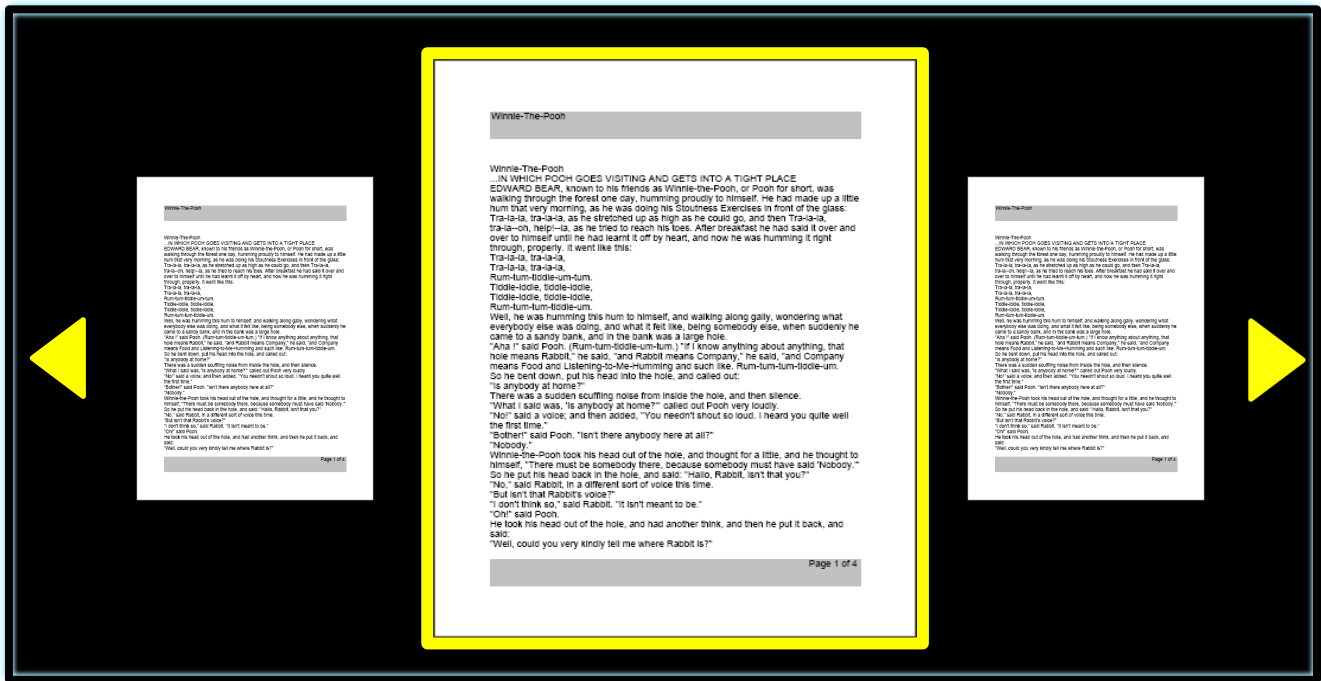 Winnie-The-Pooh
Winnie-The-Pooh
...IN WHICH POOH GOES VISITING AND GETS INTO A TIGHT PLACE
EDWARD BEAR, known to his friends as Winnie-the-Pooh, or Pooh for short, was
walking through the forest one day, humming proudly to himself. He had made up a little
hum that very morning, as he was doing his Stoutness Exercises in front of the glass:
Tra-la-la, tra-la-la, as he stretched up as high as he could go, and then Tra-la-la,
tra-la--oh, help!--la, as he tried to reach his toes. After breakfast he had said it over and
over to himself until he had learnt it off by heart, and now he was humming it right
through, properly. It went like this:
Tra-la-la, tra-la-la,
Tra-la-la, tra-la-la,
Rum-tum-tiddle-um-tum.
Tiddle-iddle, tiddle-iddle,
Tiddle-iddle, tiddle-iddle,
Rum-tum-tum-tiddle-um.
Well, he was humming this hum to himself, and walking along gaily, wondering what
everybody else was doing, and what it felt like, being somebody else, when suddenly he
came to a sandy bank, and in the bank was a large hole.
"Aha !" said Pooh. (Rum-tum-tiddle-um-tum.) "If I know anything about anything, that
hole means Rabbit," he said, "and Rabbit means Company," he said, "and Company
means Food and Listening-to-Me-Humming and such like. Rum-tum-tum-tiddle-um.
So he bent down, put his head into the hole, and called out:
"Is anybody at home?"
There was a sudden scuffling noise from inside the hole, and then silence.
"What I said was, 'Is anybody at home?'" called out Pooh very loudly.
"No!" said a voice; and then added, "You needn't shout so loud. I heard you quite well
the first time."
"Bother!" said Pooh. "Isn't there anybody here at all?"
"Nobody."
Winnie-the-Pooh took his head out of the hole, and thought for a little, and he thought to
himself, "There must be somebody there, because somebody must have said 'Nobody.'"
So he put his head back in the hole, and said: "Hallo, Rabbit, isn't that you?"
"No," said Rabbit, in a different sort of voice this time.
"But isn't that Rabbit's voice?"
"I don't think so," said Rabbit. "It isn't meant to be."
"Oh!" said Pooh.
He took his head out of the hole, and had another think, and then he put it back, and
said:
"Well, could you very kindly tell me where Rabbit is?"
Page 1 of 4